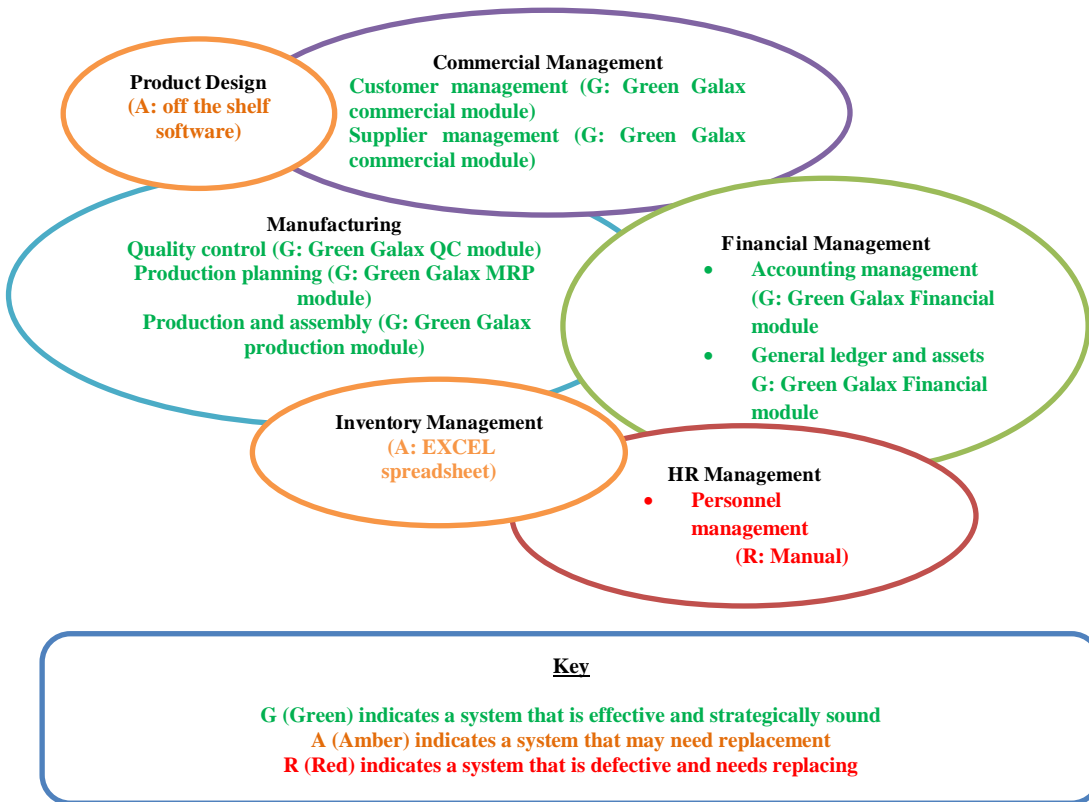 Product Design
(A: off the shelf
software)
Commercial Management
Customer management (G: Green Galax
commercial module)
Supplier management (G: Green Galax
commercial module)
Manufacturing
Quality control (G: Green Galax QC module)
Production planning (G: Green Galax MRP
module)
Production and assembly (G: Green Galax
production module)
Financial Management
• Accounting management
(G: Green Galax Financial
module
• General ledger and assets
G: Green Galax Financial
module
Inventory Management
(A: EXCEL
spreadsheet)
HR Management
• Personnel
management
(R: Manual)
Key
G (Green) indicates a system that is effective and strategically sound
A (Amber) indicates a system that may need replacement
R (Red) indicates a system that is defective and needs replacing